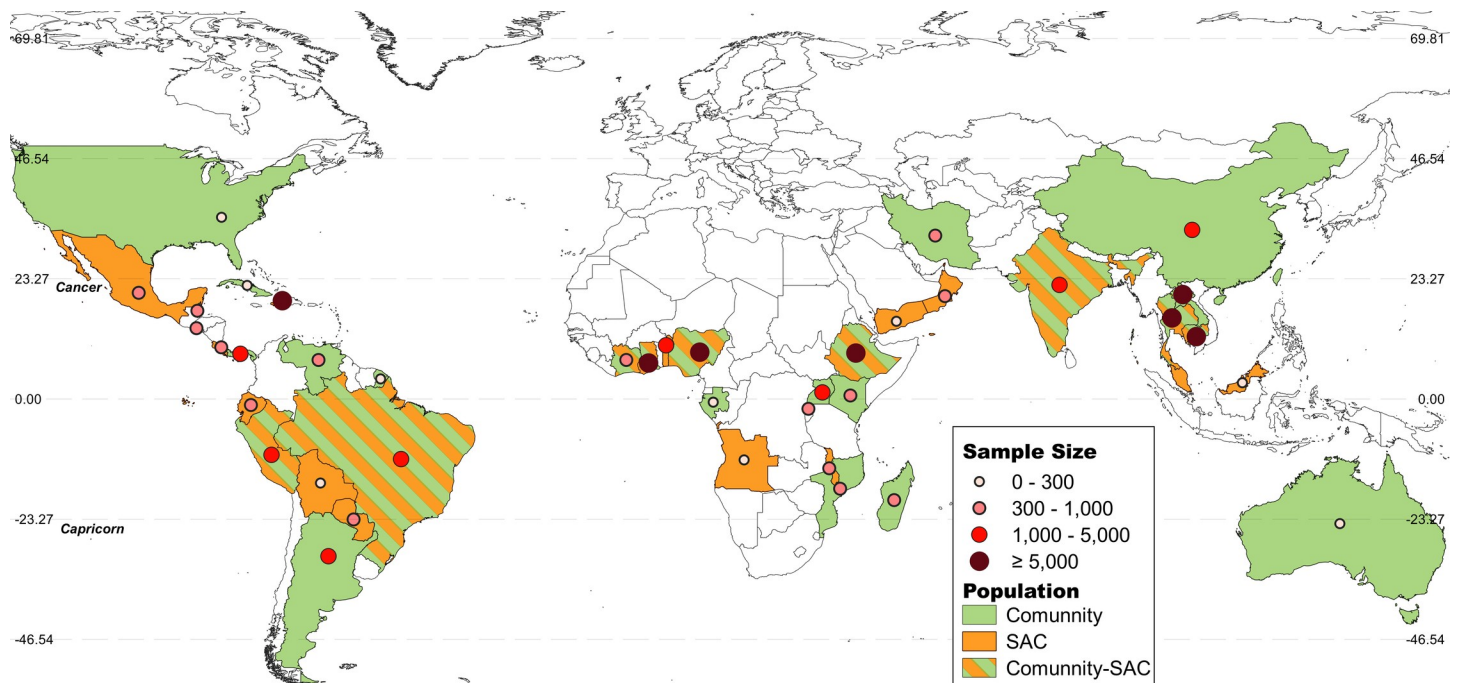 69.81 69.81
46.54 46.54
23.27 23.27
Cancer
0.00 0.00
Sample Size
0 - 300
300 - 1,000
1,000 - 5,000
≥ 5,000
Capricorn
-23.27 -23.27
Population
Comunnity
SAC
Comunnity-SAC
-46.54 -46.54